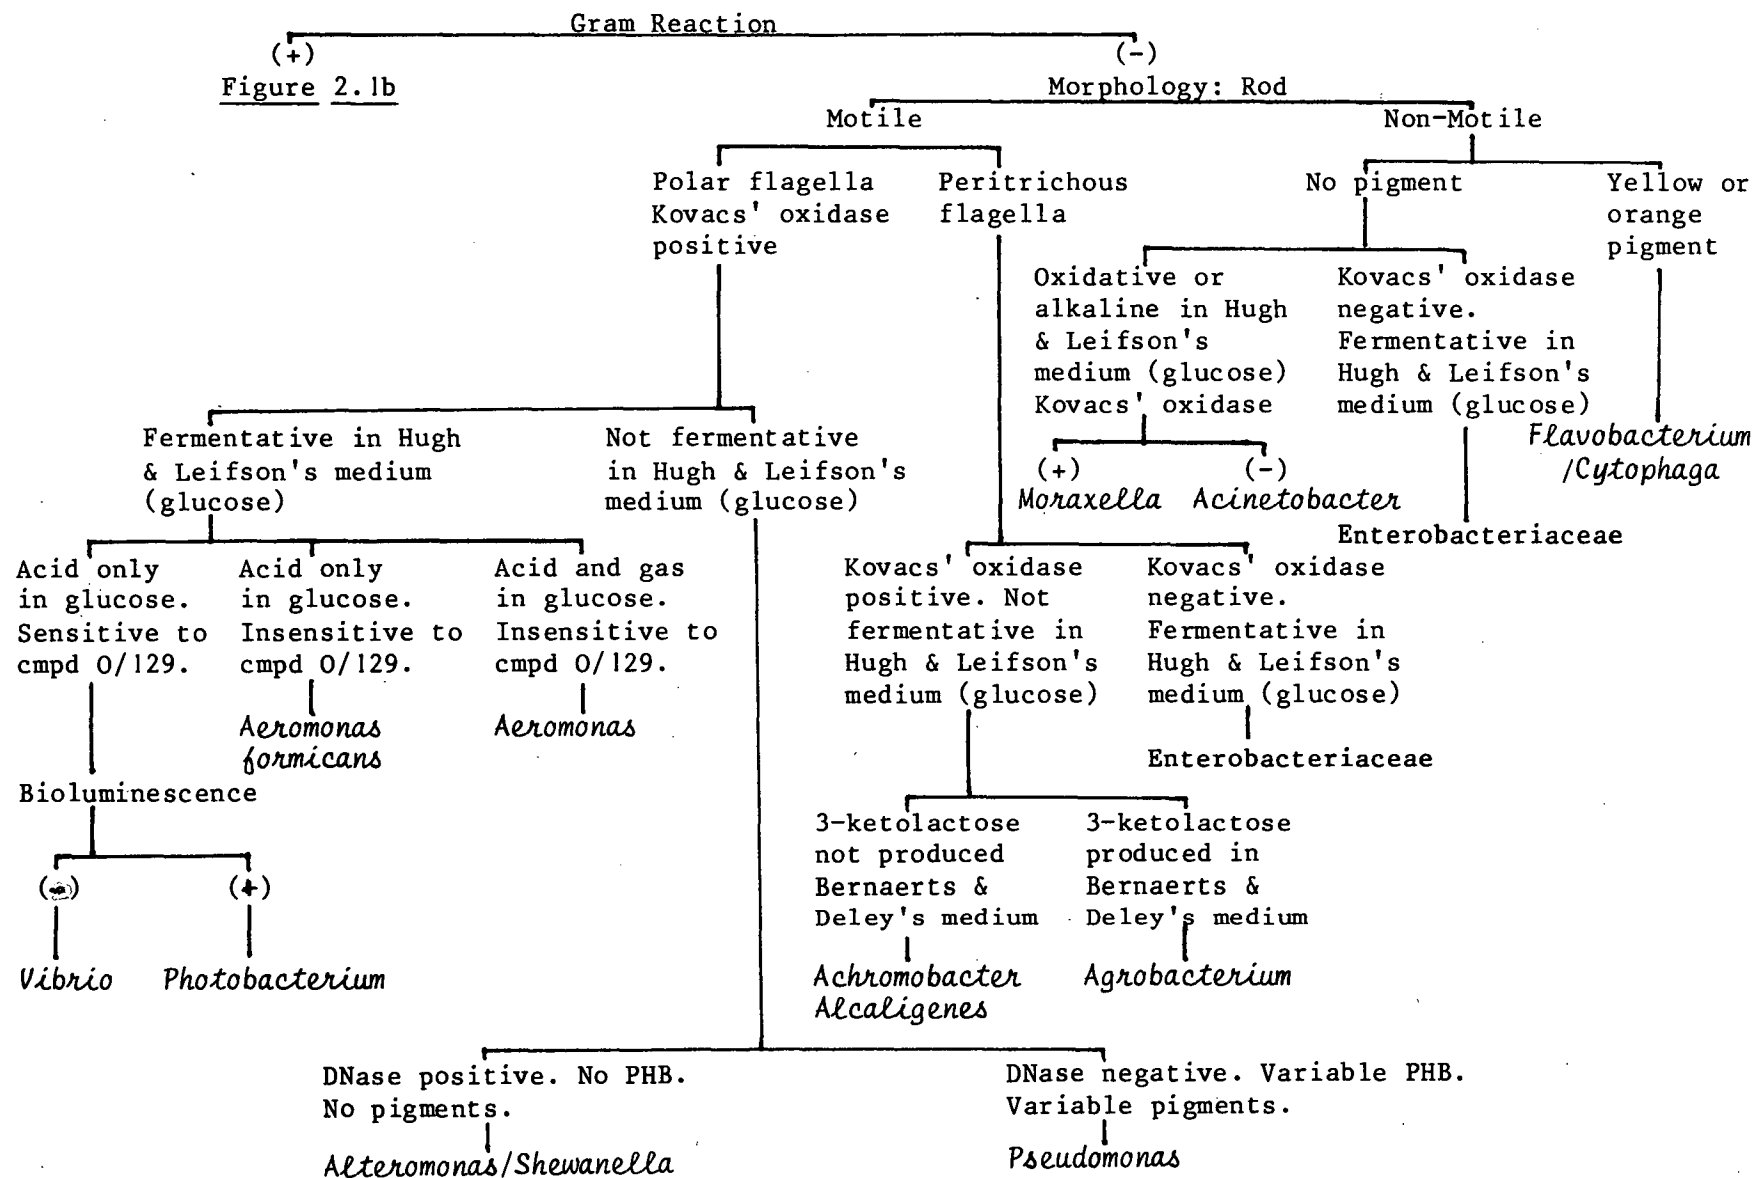 Gram Reaction
(+)
(-)
Figure 2.1b
Morphology: Rod
Motile
Non-Motile
Polar flagella
Kovacs' oxidase
positive
Peritrichous
flagella
No pigment
Yellow or
orange
pigment
Oxidative or
alkaline in Hugh
& Leifson's
medium (glucose)
Kovacs' oxidase
Kovacs' oxidase
negative.
Fermentative in
Hugh & Leifson's
medium (glucose)
Flavobacterium
/Cytophaga
Fermentative in Hugh
& Leifson's medium
(glucose)
Not fermentative
in Hugh & Leifson's
medium (glucose)
(+)
Moraxella
(-)
Acinetobacter
Enterobacteriaceae
Acid only
in glucose.
Sensitive to
cmpd 0/129.
Acid only
in glucose.
Insensitive to
cmpd 0/129.
Acid and gas
in glucose.
Insensitive to
cmpd 0/129.
Kovacs' oxidase
positive. Not
fermentative in
Hugh & Leifson's
medium (glucose)
Kovacs' oxidase
negative.
Fermentative in
Hugh & Leifson's
medium (glucose)
Aeromonas
formicans
Aeromonas
Enterobacteriaceae
Bioluminescence
3-ketolactose
not produced
Bernaerts &
Deley's medium
3-ketolactose
produced in
Bernaerts &
Deley's medium
(+)
Vibrio
Photobacterium
Achromobacter
Alcaligenes
Agrobacterium
DNase positive. No PHB.
No pigments.
DNase negative. Variable PHB.
Variable pigments.
Alteromonas/Shewanella
Pseudomonas